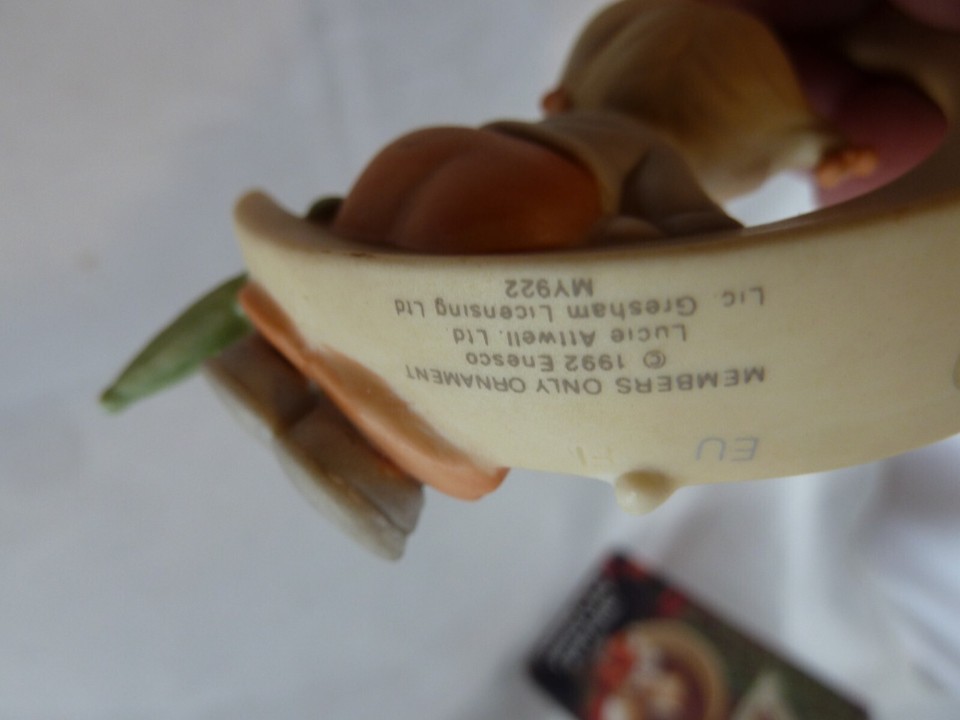 EU
MEMBERS ONLY ORNAMENT
© 1992 Enesco
Lucie Attwell, Ltd
Lic. Gresham Licensing Ltd
MY922